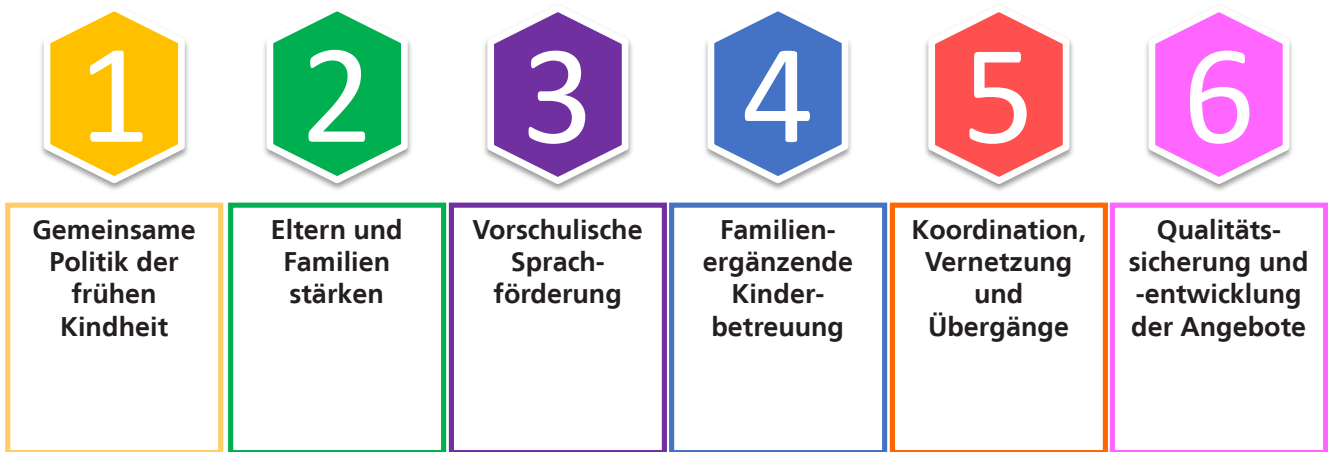 1
2
3
4
5
6
Gemeinsame
Politik der
frühen
Kindheit
Eltern und
Familien
stärken
Vorschulische
Sprach-
förderung
Familien-
ergänzende
Kinder-
betreuung
Koordination,
Vernetzung
und
Übergänge
Qualitäts-
sicherung und
-entwicklung
der Angebote